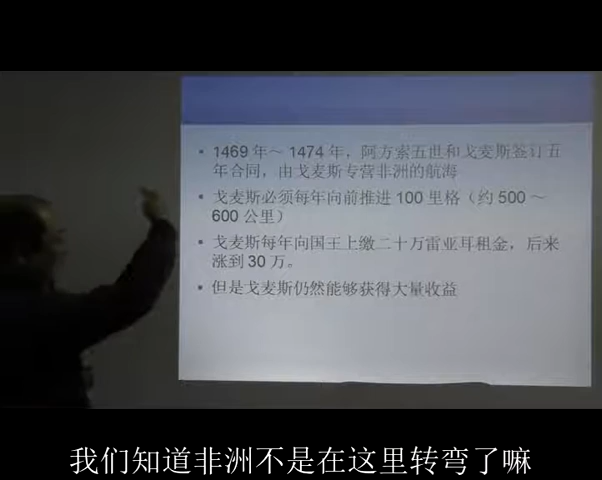 1469 年～ 1474 年，阿方索五世和戈麦斯签订五
年合同，由戈麦斯专营非洲的航海
戈麦斯必须每年向前推进 100 里格（约 500 ～
600 公里）
戈麦斯每年向国王上缴二十万雷亚耳租金，后来
涨到 30 万。
但是戈麦斯仍然能够获得大量收益
我们知道非洲不是在这里转弯了嘛